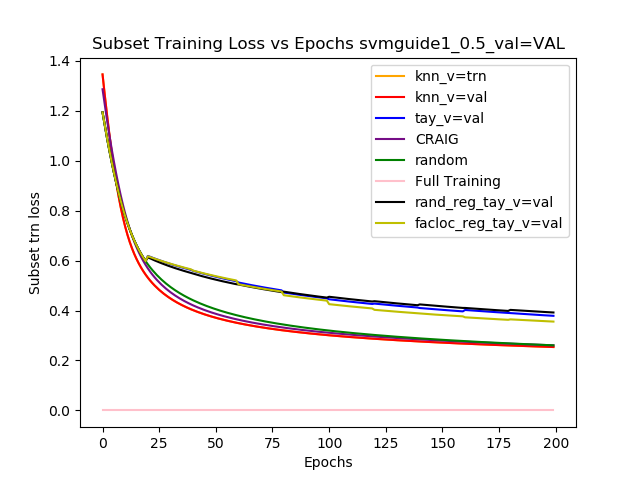 Subset Training Loss vs Epochs svmguide1_0.5_val=VAL
1.4
1.2
1.0
0.8
0.6
0.4
0.2
0.0
Subset trn loss
knn_v=trn
knn_v=val
tay_v=val
CRAIG
random
Full Training
rand_reg_tay_v=val
facloc_reg_tay_v=val
0 25 50 75 100 125 150 175 200
Epochs